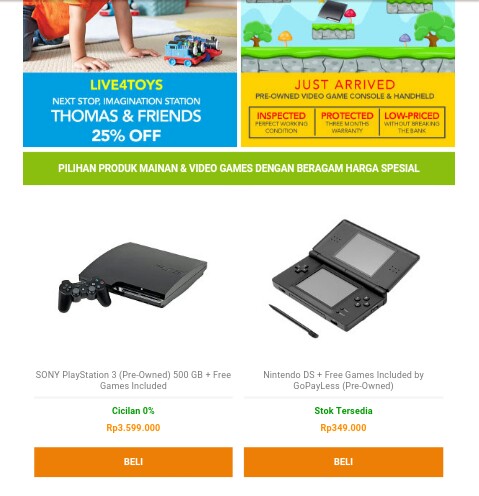 LIVE4TOYS
NEXT STOP, IMAGINATION STATION
THOMAS & FRIENDS
25% OFF
JUST ARRIVED
PRE-OWNED VIDEO GAME CONSOLE & HANDHELD
INSPECTED
PERFECT WORKING
CONDITION
PROTECTED
THREE MONTHS
WARRANTY
LOW-PRICED
WITHOUT BREAKING
THE BANK
PILIHAN PRODUK MAINAN & VIDEO GAMES DENGAN BERAGAM HARGA SPESIAL
SONY PlayStation 3 (Pre-Owned) 500 GB + Free
Games Included
Cicilan 0%
Rp3.599.000
BELI
Nintendo DS + Free Games Included by
GoPayLess (Pre-Owned)
Stok Tersedia
Rp349.000
BELI